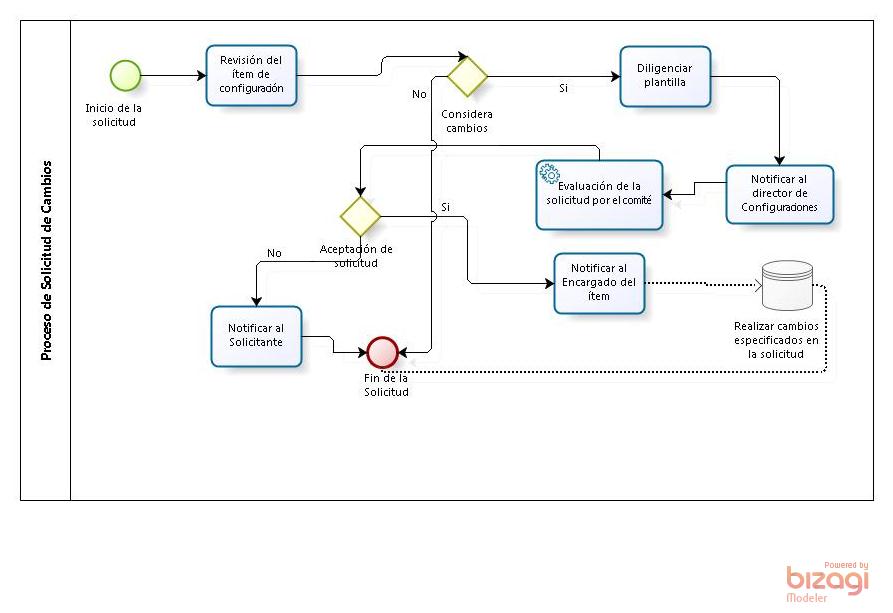 Proceso de Solicitud de Cambios
Inicio de la
solicitud
Revisión del
ítem de
configuración
Considera
cambios
No
Si
Diligenciar
plantilla
Notificar al
director de
Configuraciones
Evaluación de la
solicitud por el comité
Aceptación de
solicitud
Si
No
Notificar al
Encargado del
ítem
Realizar cambios
especificados en
la solicitud
Notificar al
Solicitante
Fin de la
Solicitud
Powered by
bizagi
Modeler